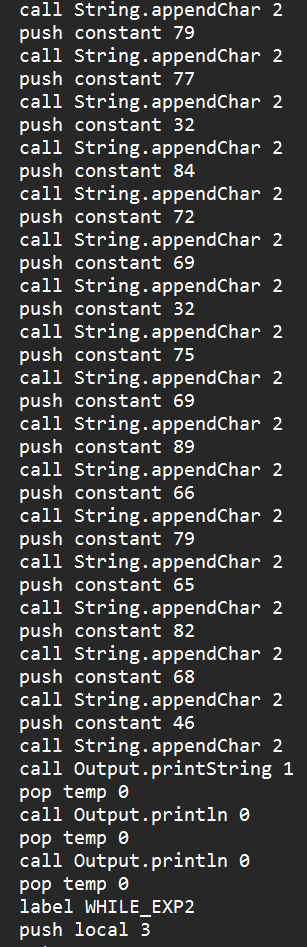 call String.appendChar 2
push constant 79
push constant 77
call String.appendChar 2
push constant 32
call String.appendChar 2
push constant 84
call String.appendChar 2
push constant 72
call String.appendChar 2
push constant 69
call String.appendChar 2
push constant 32
call String.appendChar 2
push constant 75
call String.appendChar 2
push constant 69
call String.appendChar 2
push constant 89
call String.appendChar 2
push constant 66
call String.appendChar 2
push constant 79
call String.appendChar 2
push constant 65
call String.appendChar 2
push constant 82
call String.appendChar 2
push constant 68
call String.appendChar 2
push constant 46
call String.appendChar 2
call Output.printString 1
pop temp 0
call Output.println 0
pop temp 0
call Output.println 0
pop temp 0
label WHILE_EXP2
push local 3